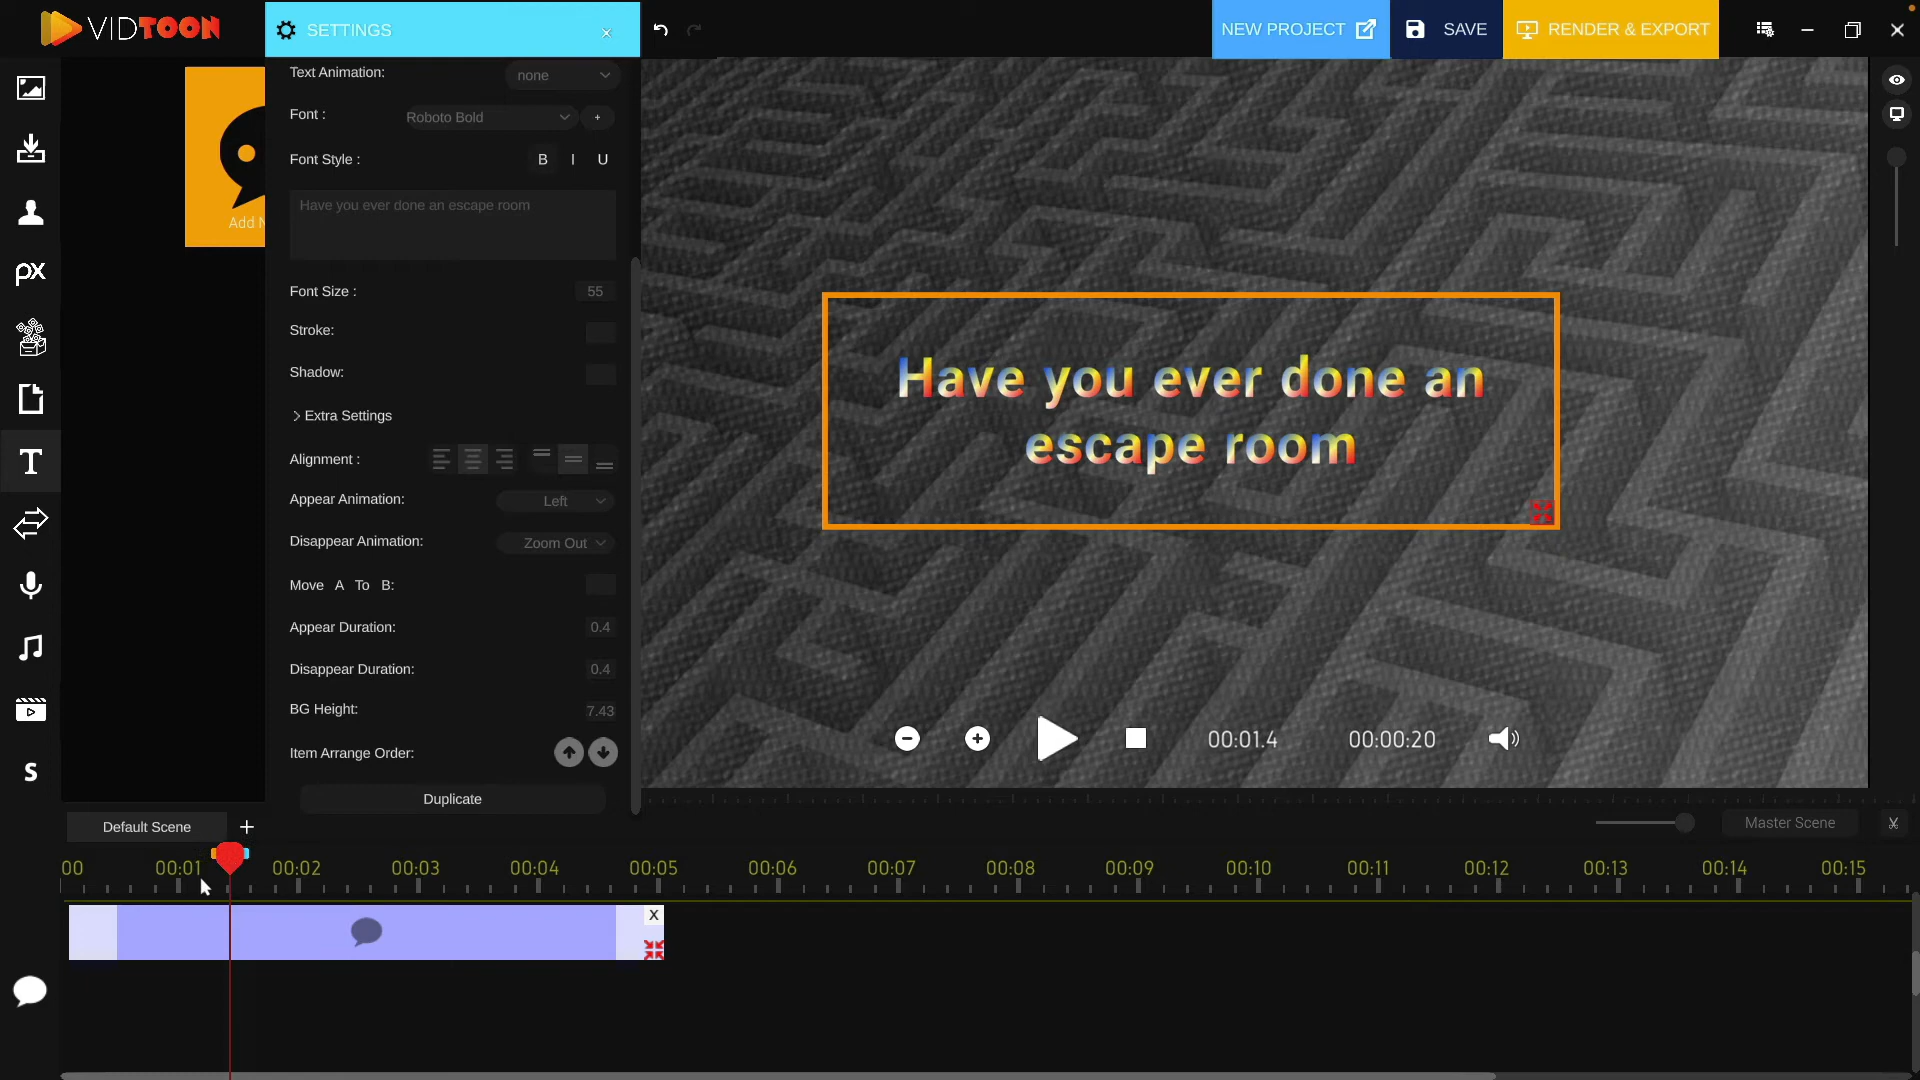 VIDTOON
SETTINGS
×
NEW PROJECT
SAVE
RENDER & EXPORT
Text Animation:
none
Font :
Roboto Bold
+
Font Style :
B I U
Have you ever done an escape room
Font Size :
55
Stroke:
Shadow:
Extra Settings
Alignment :
Appear Animation:
Left
Disappear Animation:
Zoom Out
Move A To B:
Appear Duration:
0.4
Disappear Duration:
0.4
BG Height:
7.43
Item Arrange Order:
Duplicate
px
T
S
Have you ever done an
escape room
00:01.4
00:00:20
Default Scene
+
Master Scene
00 00:01 00:02 00:03 00:04 00:05 00:06 00:07 00:08 00:09 00:10 00:11 00:12 00:13 00:14 00:15
X